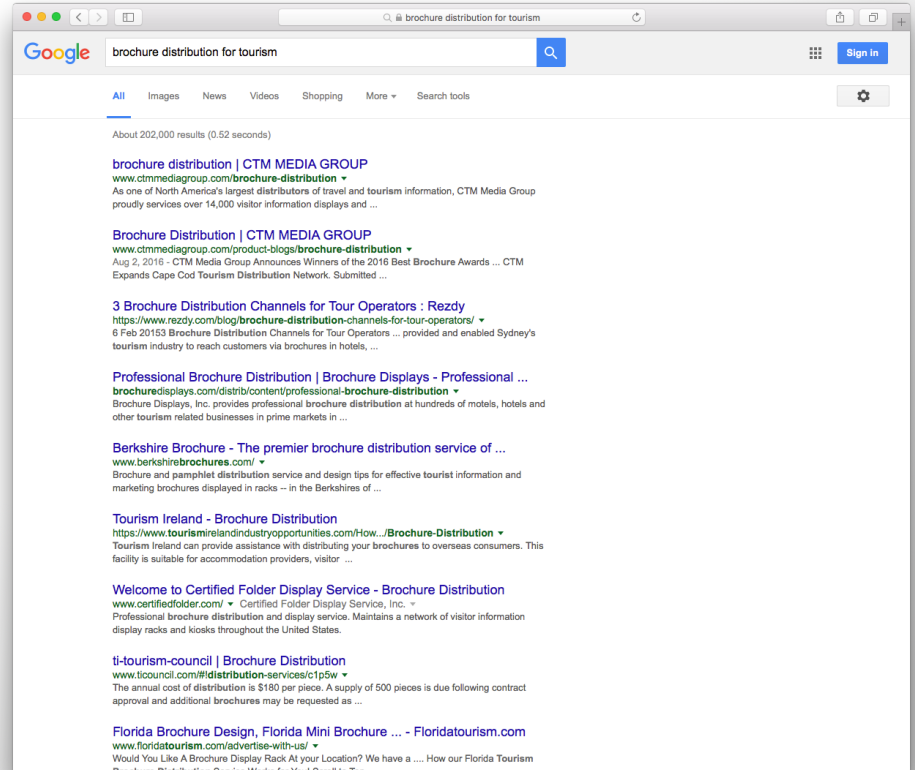 brochure distribution for tourism
Google
brochure distribution for tourism
Sign in
All Images News Videos Shopping More Search tools
About 202,000 results (0.52 seconds)
brochure distribution | CTM MEDIA GROUP
www.ctmmediagroup.com/brochure-distribution
As one of North America's largest distributors of travel and tourism information, CTM Media Group
proudly services over 14,000 visitor information displays and ...
Brochure Distribution | CTM MEDIA GROUP
www.ctmmediagroup.com/product-blogs/brochure-distribution
Aug 2, 2016 - CTM Media Group Announces Winners of the 2016 Best Brochure Awards ... CTM
Expands Cape Cod Tourism Distribution Network. Submitted ...
3 Brochure Distribution Channels for Tour Operators : Rezdy
https://www.rezdy.com/blog/brochure-distribution-channels-for-tour-operators/
6 Feb 20153 Brochure Distribution Channels for Tour Operators ... provided and enabled Sydney's
tourism industry to reach customers via brochures in hotels, ...
Professional Brochure Distribution | Brochure Displays - Professional ...
brochuredisplays.com/distrib/content/professional-brochure-distribution
Brochure Displays, Inc. provides professional brochure distribution at hundreds of motels, hotels and
other tourism related businesses in prime markets in ...
Berkshire Brochure - The premier brochure distribution service of ...
www.berkshirebrochures.com/
Brochure and pamphlet distribution service and design tips for effective tourist information and
marketing brochures displayed in racks -- in the Berkshires of ...
Tourism Ireland - Brochure Distribution
https://www.tourismirelandindustryopportunities.com/How.../Brochure-Distribution
Tourism Ireland can provide assistance with distributing your brochures to overseas consumers. This
facility is suitable for accommodation providers, visitor ...
Welcome to Certified Folder Display Service - Brochure Distribution
www.certifiedfolder.com/ Certified Folder Display Service, Inc.
Professional brochure distribution and display service. Maintains a network of visitor information
display racks and kiosks throughout the United States.
ti-tourism-council | Brochure Distribution
www.ticouncil.com/#!distribution-services/c1p5w
The annual cost of distribution is $180 per piece. A supply of 500 pieces is due following contract
approval and additional brochures may be requested as ...
Florida Brochure Design, Florida Mini Brochure ... - Floridatourism.com
www.floridatourism.com/advertise-with-us/
Would You Like A Brochure Display Rack At your Location? We have a .... How our Florida Tourism